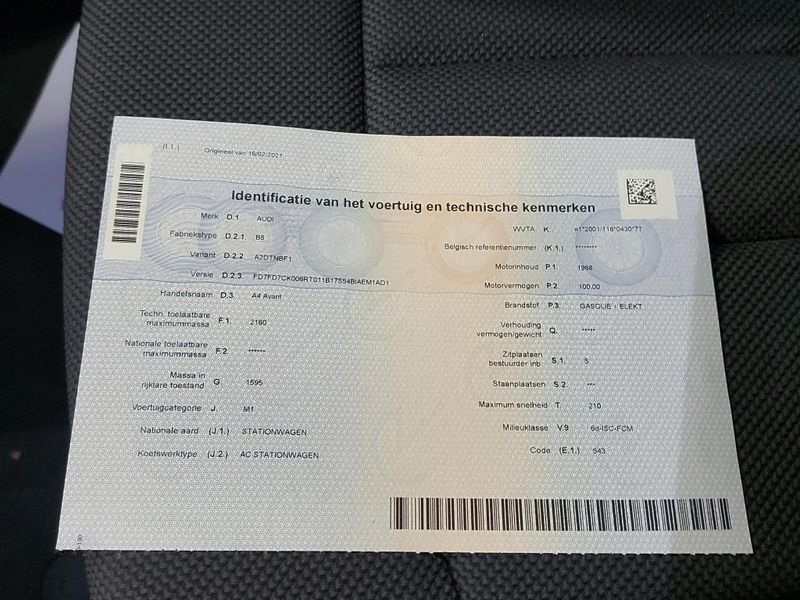 (I.1.) Origineel van 16/02/2021
Identificatie van het voertuig en technische kenmerken
Merk D.1. AUDI
Fabriekstype D.2.1. B8
Variant D.2.2. A2DTNBF1
Versie D.2.3. FD7FD7CK006RT011B17S54BIAEM1AD1
Handelsnaam D.3. A4 Avant
Techn. toelaatbare
maximummassa F.1. 2160
Nationale toelaatbare
maximummassa F.2. ******
Massa in
rijklare toestand G. 1595
Voertuigcategorie J. M1
Nationale aard (J.1.) STATIONWAGEN
Koetswerktype (J.2.) AC STATIONWAGEN
WVTA K. e1*2001/116*0430*77
Belgisch referentienummer (K.1.) ********
Motorinhoud P.1. 1968
Motorvermogen P.2. 100.00
Brandstof P.3. GASOLIE + ELEKT
Verhouding
vermogen/gewicht Q. *****
Zitplaatsen
bestuurder inb. S.1. 5
Staanplaatsen S.2. ***
Maximum snelheid T. 210
Milieuklasse V.9. 6d-ISC-FCM
Code (E.1.) 543